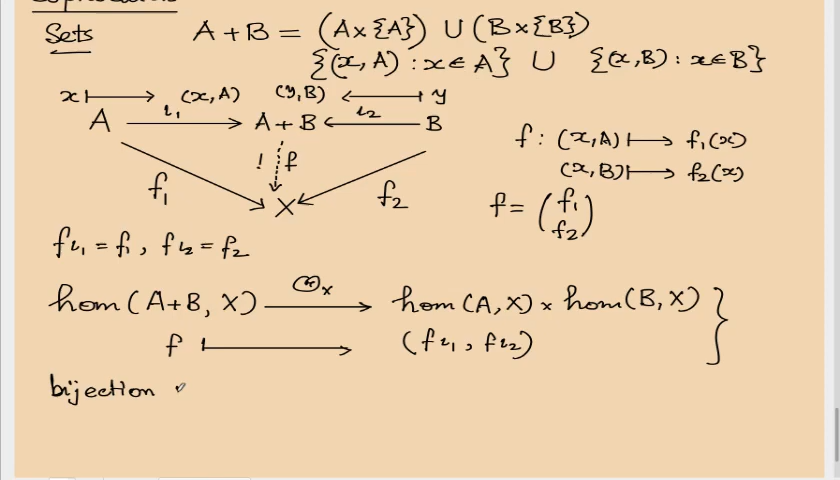 Sets A + B = (A × {A}) ∪ (B × {B})
{(x, A) : x ∈ A} ∪ {(x, B) : x ∈ B}
x ⟼ (x, A) (y, B) ⟻ y
A ι₁ A + B ι₂ B
! f
f₁ X f₂
f : (x, A) ⟼ f₁(x)
(x, B) ⟼ f₂(x)
f = (f₁ f₂)
fι₁ = f₁ , fι₂ = f₂
hom(A+B, X) ⟶ hom(A, X) × hom(B, X) }
f ⟼ (fι₁ , fι₂)
bijection